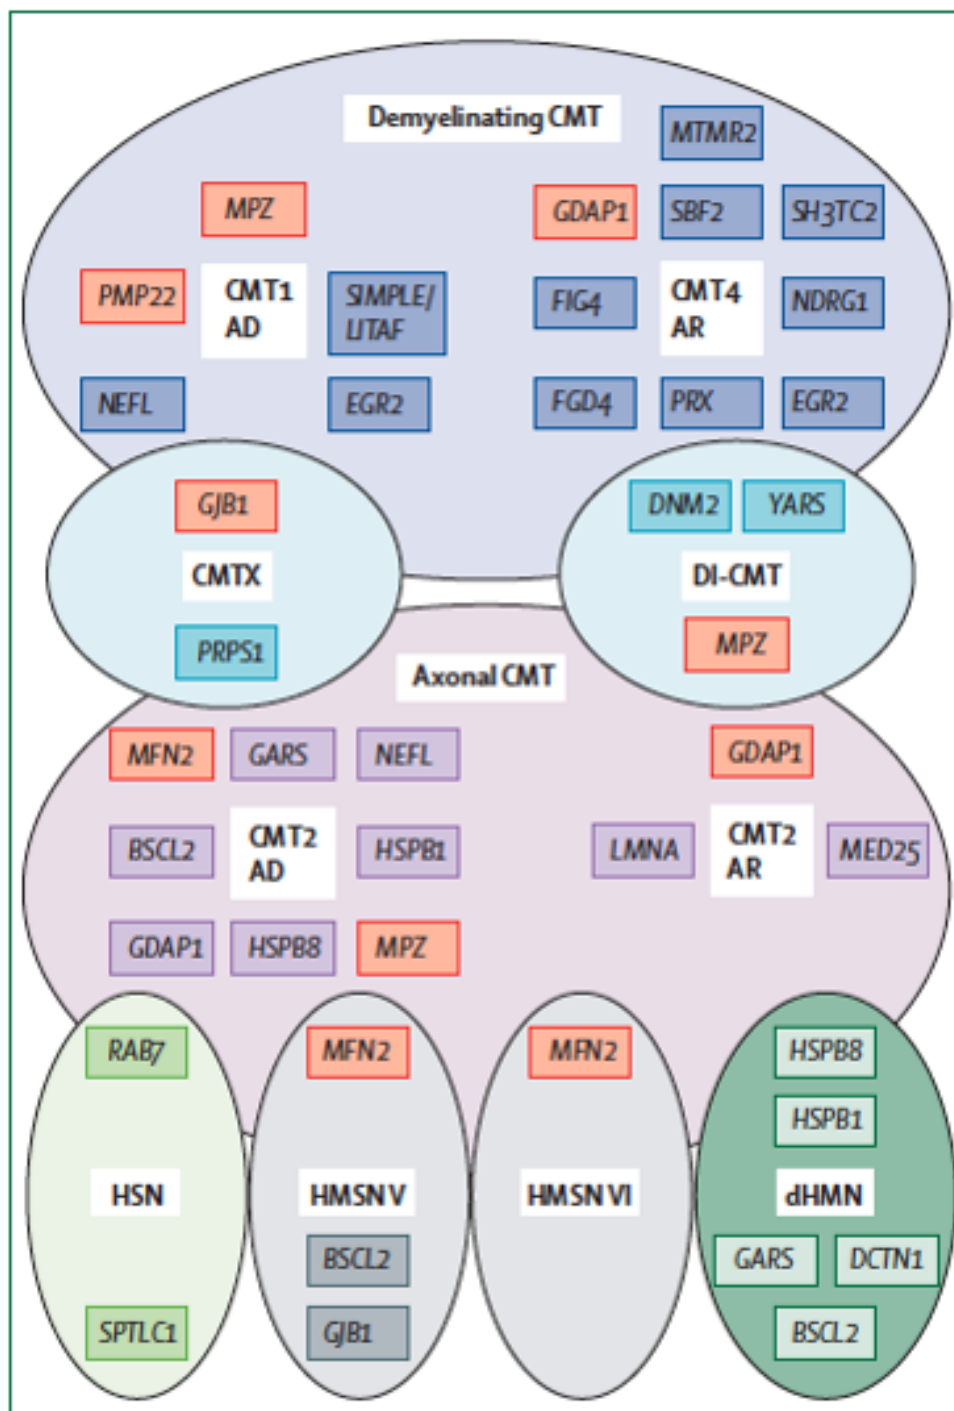 Demyelinating CMT
MTMR2
MPZ
GDAP1
SBF2
SH3TC2
PMP22
CMT1
AD
SIMPLE/
LITAF
FIG4
CMT4
AR
NDRG1
NEFL
EGR2
FGD4
PRX
EGR2
GJB1
CMTX
PRPS1
DNM2
YARS
DI-CMT
MPZ
Axonal CMT
MFN2
GARS
NEFL
BSCL2
CMT2
AD
HSPB1
GDAP1
HSPB8
MPZ
GDAP1
LMNA
CMT2
AR
MED25
RAB7
HSN
SPTLC1
MFN2
HMSN V
BSCL2
GJB1
MFN2
HMSN VI
HSPB8
HSPB1
dHMN
GARS
DCTN1
BSCL2